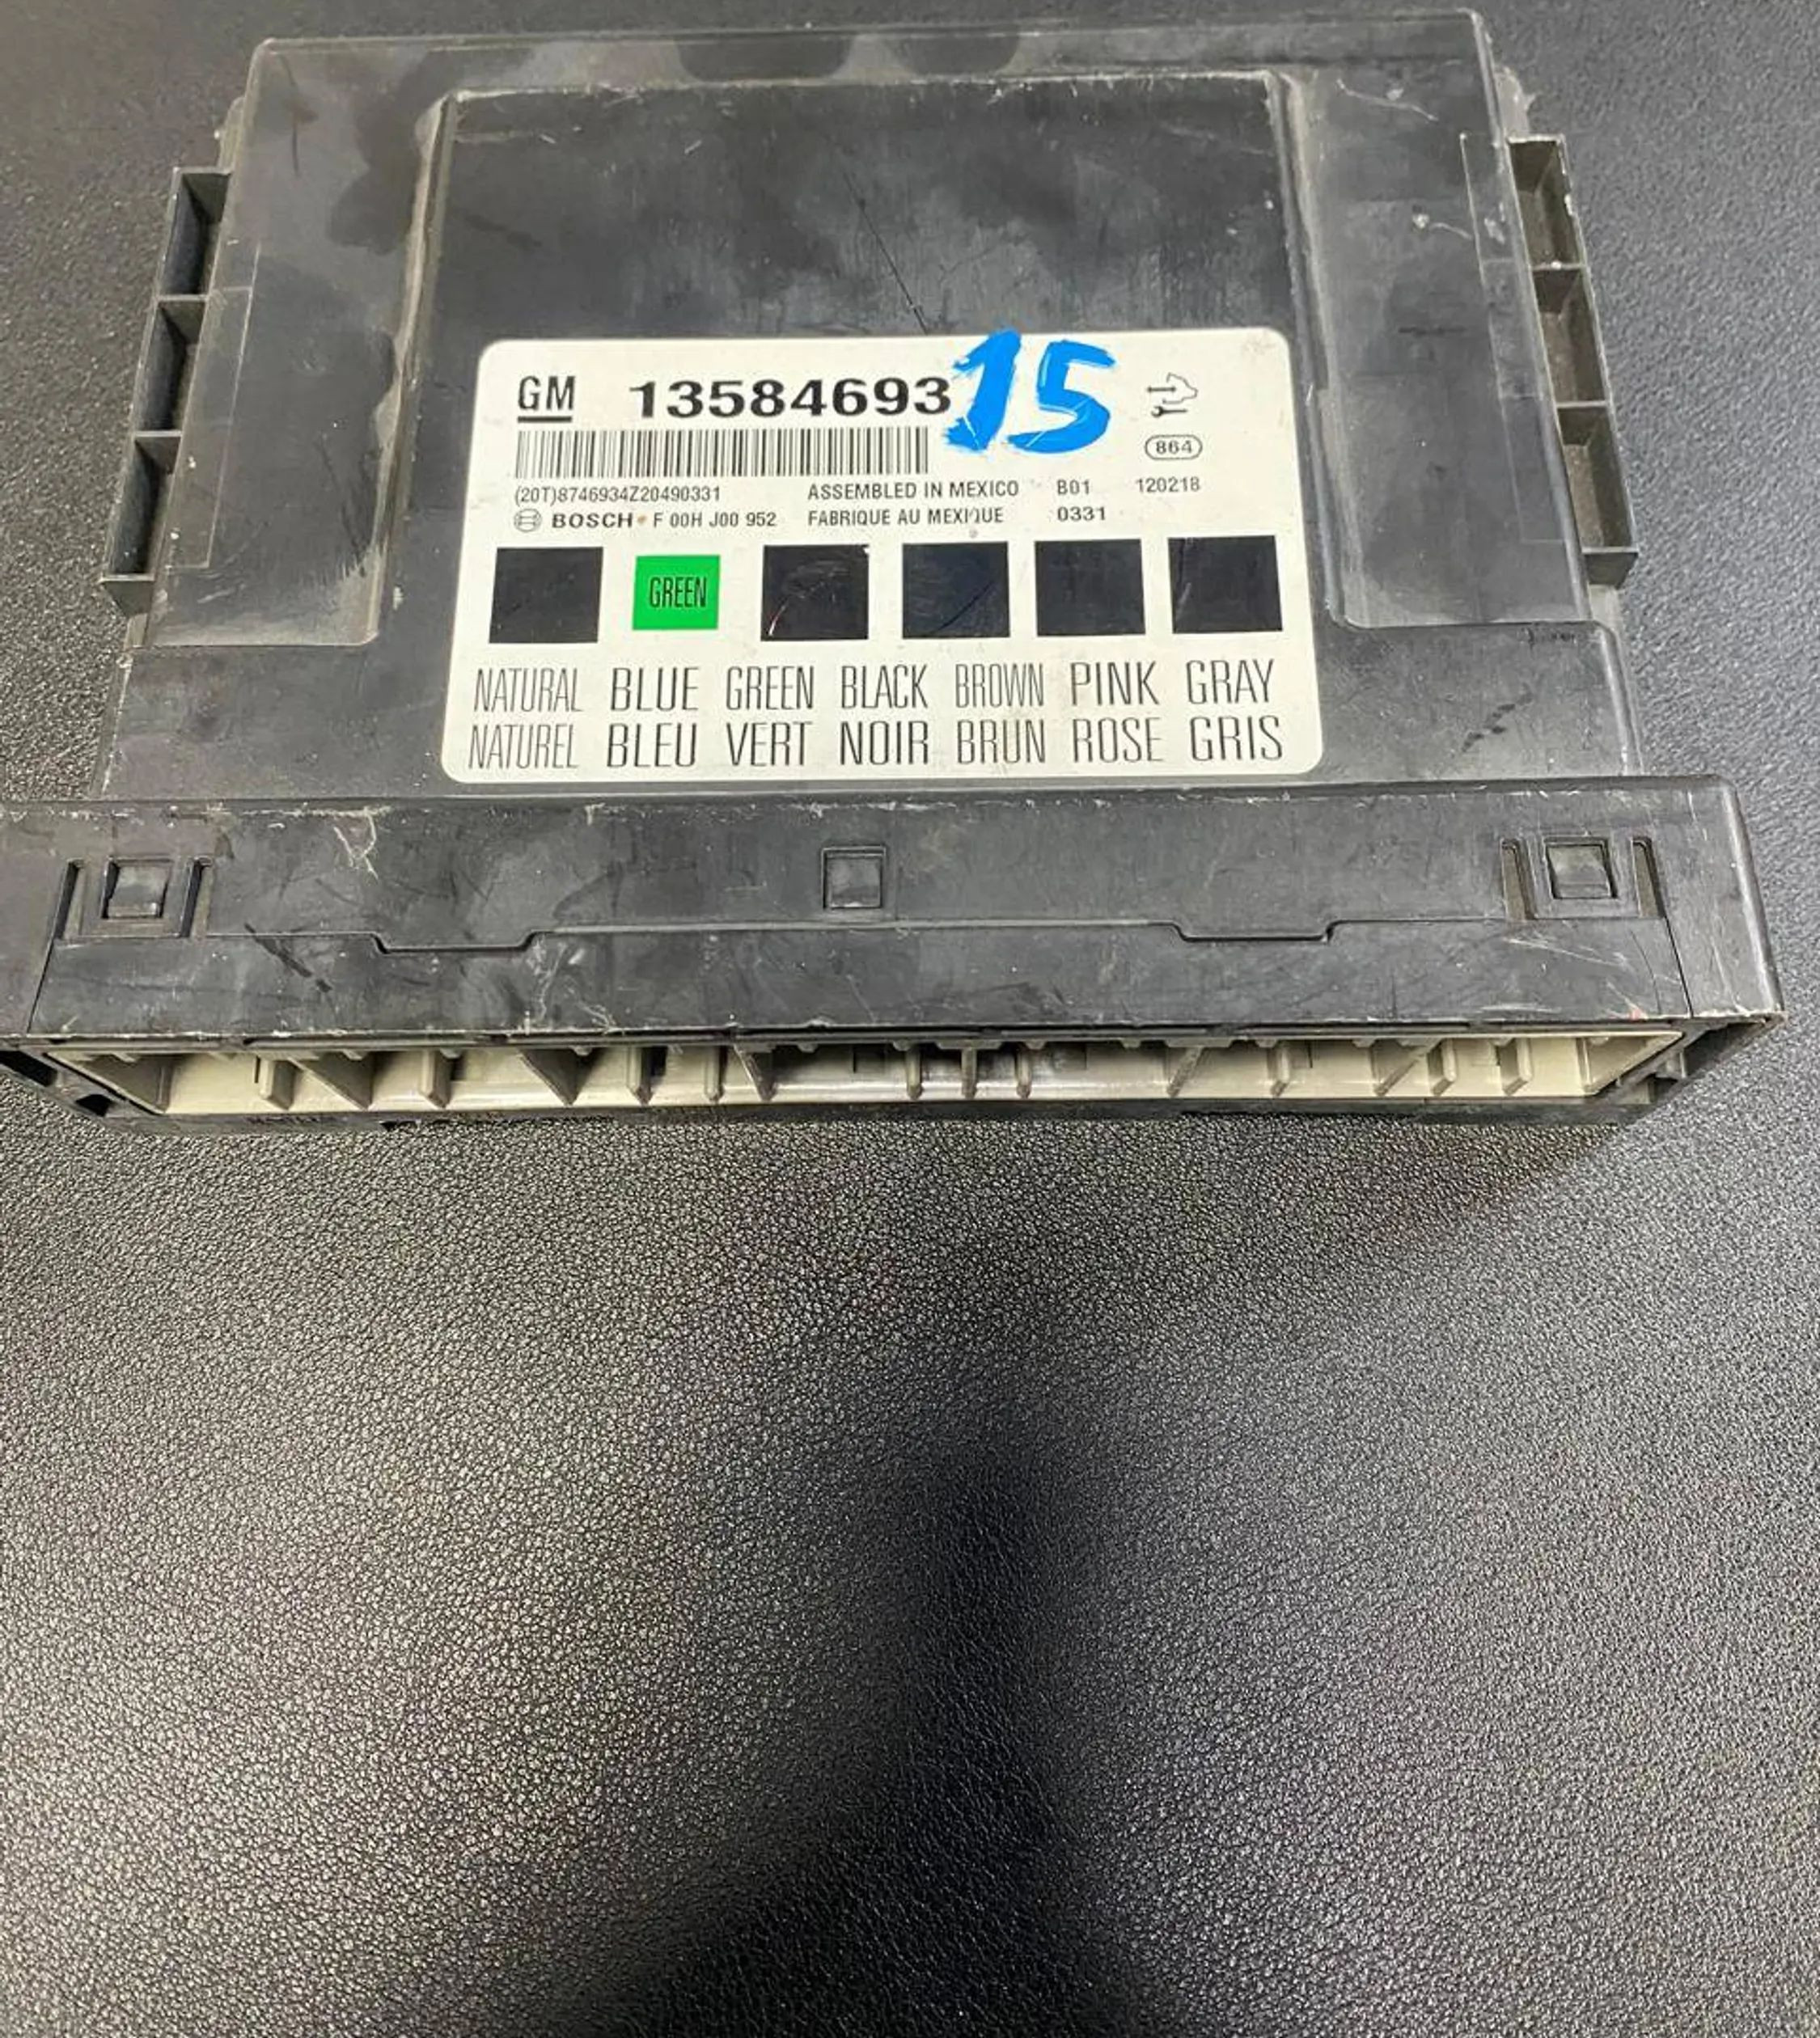 GM 13584693 15
864
(20T)8746934Z20490331 ASSEMBLED IN MEXICO B01 120218
BOSCH F 00H J00 952 FABRIQUE AU MEXIQUE 0331
GREEN
NATURAL BLUE GREEN BLACK BROWN PINK GRAY
NATUREL BLEU VERT NOIR BRUN ROSE GRIS